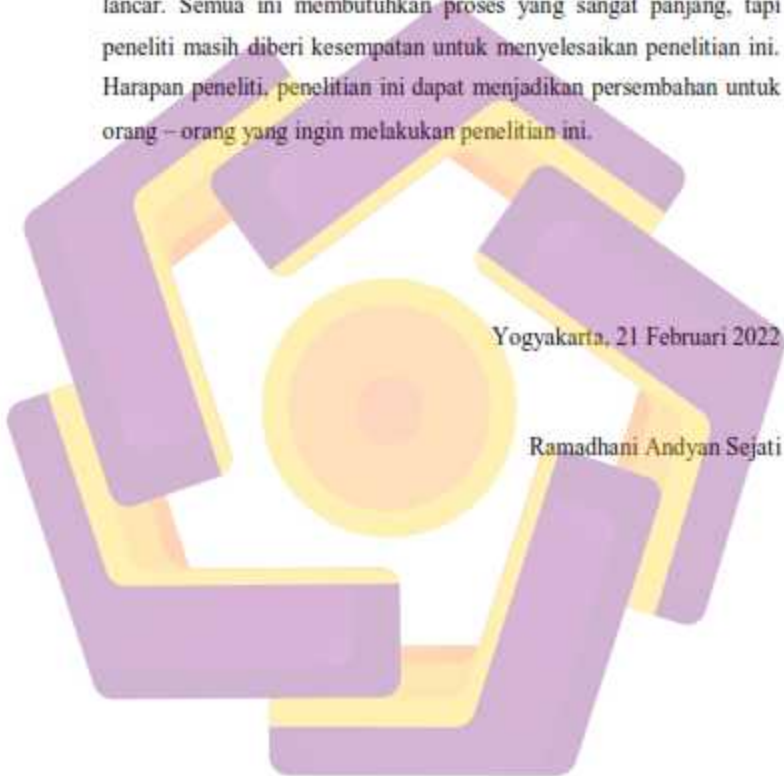 lancar. Semua ini membutuhkan proses yang sangat panjang, tapi
peneliti masih diberi kesempatan untuk menyelesaikan penelitian ini.
Harapan peneliti, penelitian ini dapat menjadikan persembahan untuk
orang – orang yang ingin melakukan penelitian ini.
Yogyakarta, 21 Februari 2022
Ramadhani Andyan Sejati